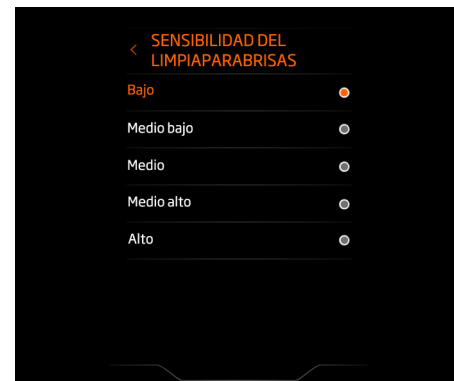 SENSIBILIDAD DEL
LIMPIAPARABRISAS
Bajo
Medio bajo
Medio
Medio alto
Alto